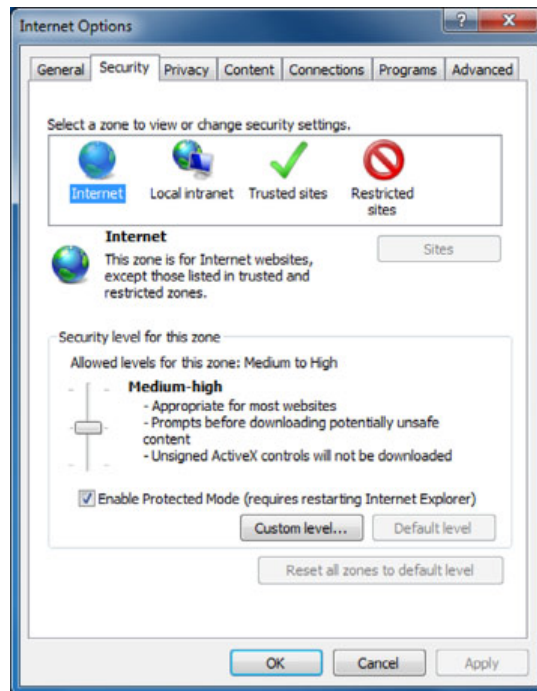 Internet Options
?
X
General Security Privacy Content Connections Programs Advanced
Select a zone to view or change security settings.
Internet Local intranet Trusted sites Restricted
sites
Internet
Sites
This zone is for Internet websites,
except those listed in trusted and
restricted zones.
Security level for this zone
Allowed levels for this zone: Medium to High
Medium-high
- Appropriate for most websites
- Prompts before downloading potentially unsafe
content
- Unsigned ActiveX controls will not be downloaded
Enable Protected Mode (requires restarting Internet Explorer)
Custom level... Default level
Reset all zones to default level
OK Cancel Apply